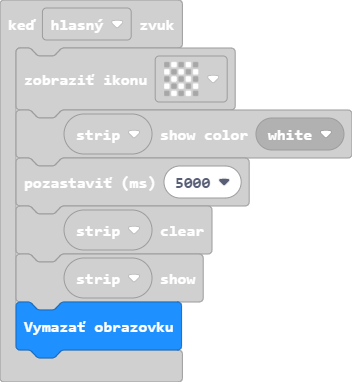 keď hlasný zvuk
zobraziť ikonu
strip show color white
pozastaviť (ms) 5000
strip clear
strip show
Vymazať obrazovku